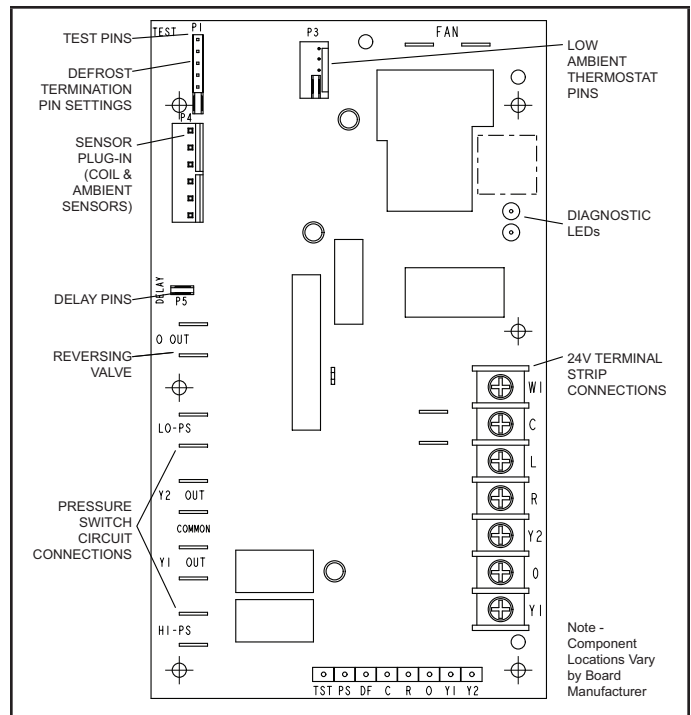 TEST PINS
DEFROST
TERMINATION
PIN SETTINGS
SENSOR
PLUG-IN
(COIL &
AMBIENT
SENSORS)
DELAY PINS
REVERSING
VALVE
PRESSURE
SWITCH
CIRCUIT
CONNECTIONS
TEST
P1
P3
FAN
P4
DELAY
P5
O OUT
LO-PS
Y2 OUT
COMMON
Y1 OUT
HI-PS
LOW
AMBIENT
THERMOSTAT
PINS
DIAGNOSTIC
LEDs
24V TERMINAL
STRIP
CONNECTIONS
W1
C
L
R
Y2
O
Y1
Note -
Component
Locations Vary
by Board
Manufacturer
TST PS DF C R O Y1 Y2